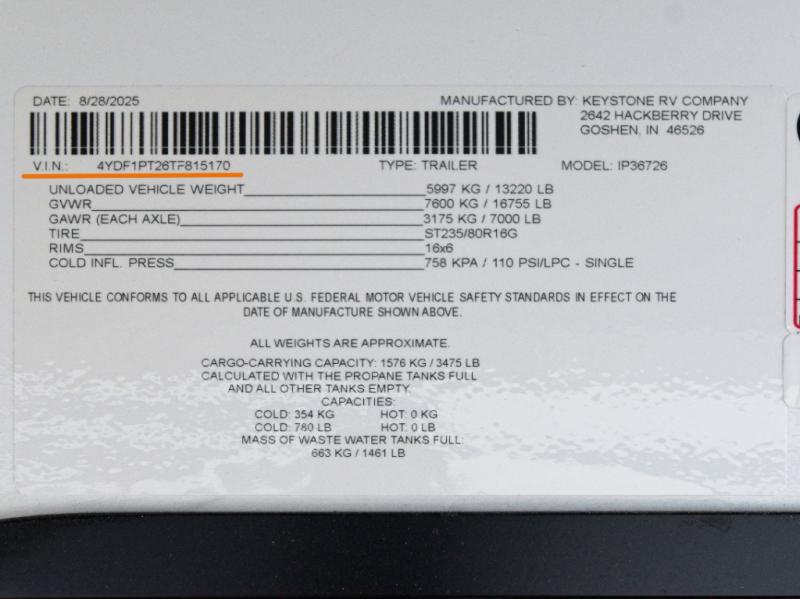 DATE: 8/28/2025 MANUFACTURED BY: KEYSTONE RV COMPANY
2642 HACKBERRY DRIVE
GOSHEN, IN 46526
V.I.N.: 4YDF1PT26TF815170 TYPE: TRAILER MODEL: IP36726
UNLOADED VEHICLE WEIGHT 5997 KG / 13220 LB
GVWR 7600 KG / 16755 LB
GAWR (EACH AXLE) 3175 KG / 7000 LB
TIRE ST235/80R16G
RIMS 16x6
COLD INFL. PRESS 758 KPA / 110 PSI/LPC - SINGLE
THIS VEHICLE CONFORMS TO ALL APPLICABLE U.S. FEDERAL MOTOR VEHICLE SAFETY STANDARDS IN EFFECT ON THE
DATE OF MANUFACTURE SHOWN ABOVE.
ALL WEIGHTS ARE APPROXIMATE.
CARGO-CARRYING CAPACITY: 1576 KG / 3475 LB
CALCULATED WITH THE PROPANE TANKS FULL
AND ALL OTHER TANKS EMPTY.
CAPACITIES:
COLD: 354 KG HOT: 0 KG
COLD: 780 LB HOT: 0 LB
MASS OF WASTE WATER TANKS FULL:
663 KG / 1461 LB